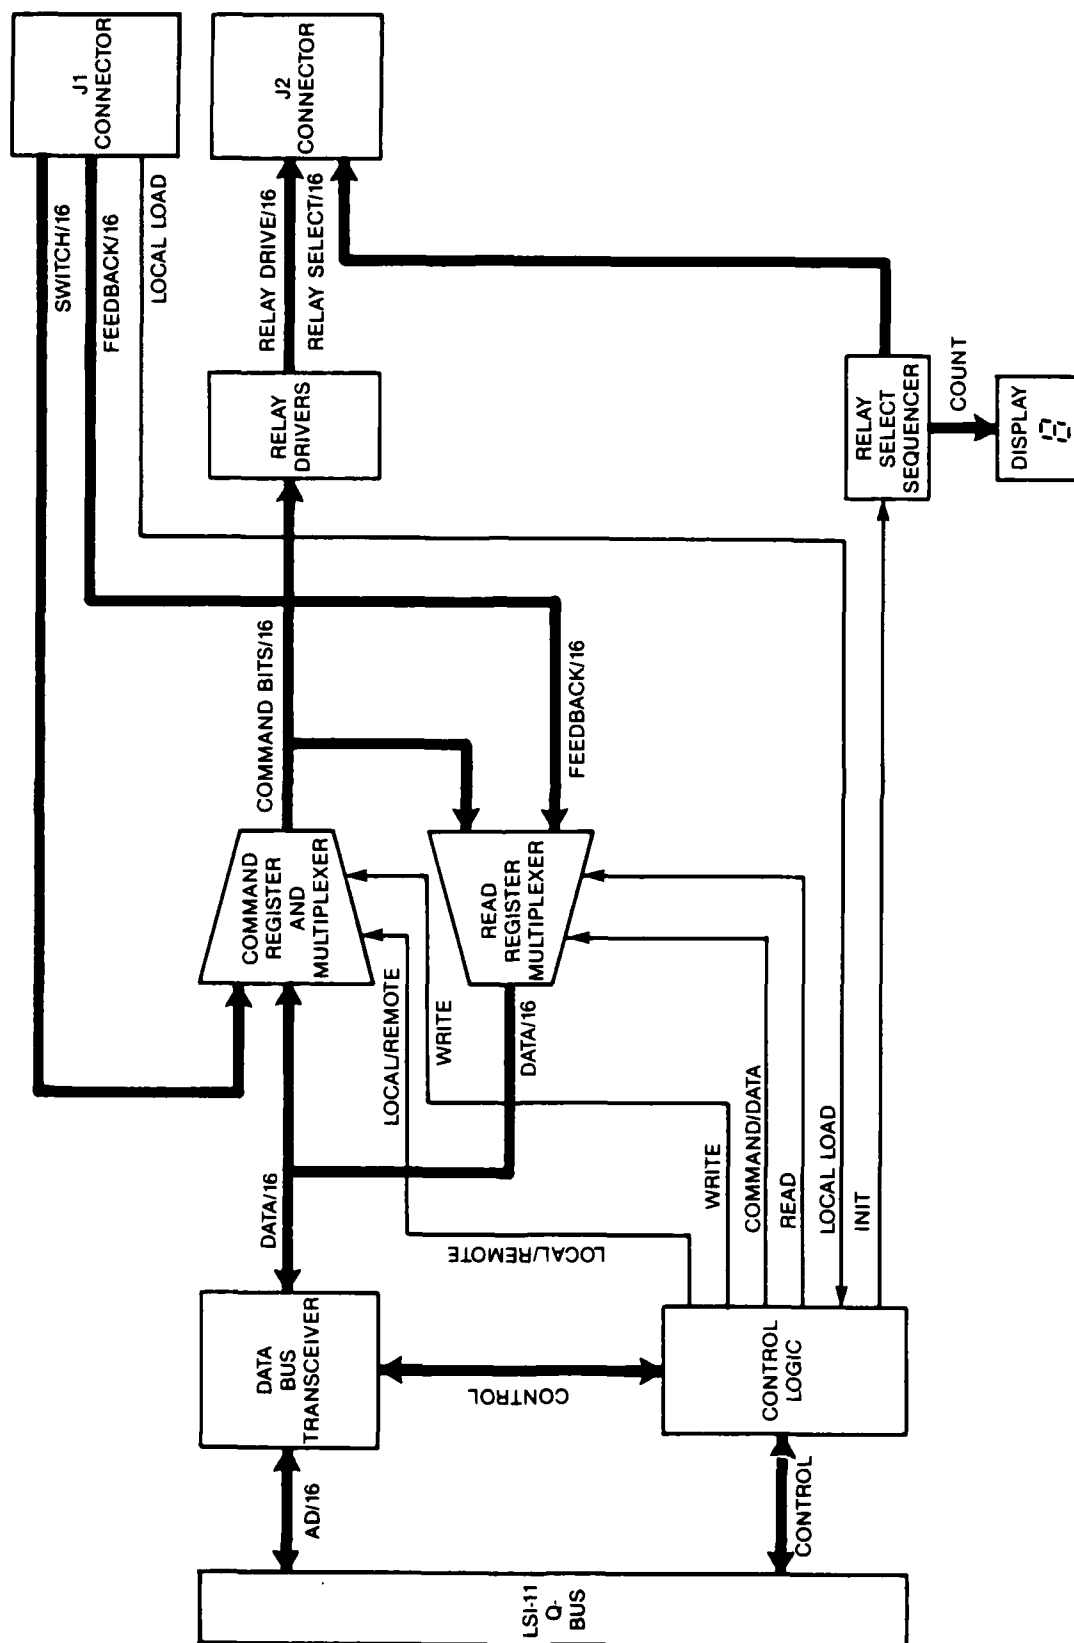 J1
CONNECTOR
J2
CONNECTOR
SWITCH/16
FEEDBACK/16
LOCAL LOAD
RELAY DRIVE/16
RELAY SELECT/16
RELAY
DRIVERS
COMMAND BITS/16
FEEDBACK/16
RELAY
SELECT
SEQUENCER
COUNT
DISPLAY
COMMAND
REGISTER
AND
MULTIPLEXER
READ
REGISTER
MULTIPLEXER
LOCAL/REMOTE
WRITE
DATA/16
DATA/16
LOCAL/REMOTE
WRITE
COMMAND/DATA
READ
LOCAL LOAD
INIT
DATA
BUS
TRANSCEIVER
CONTROL
CONTROL
LOGIC
AD/16
CONTROL
LSI-11
Q-
BUS